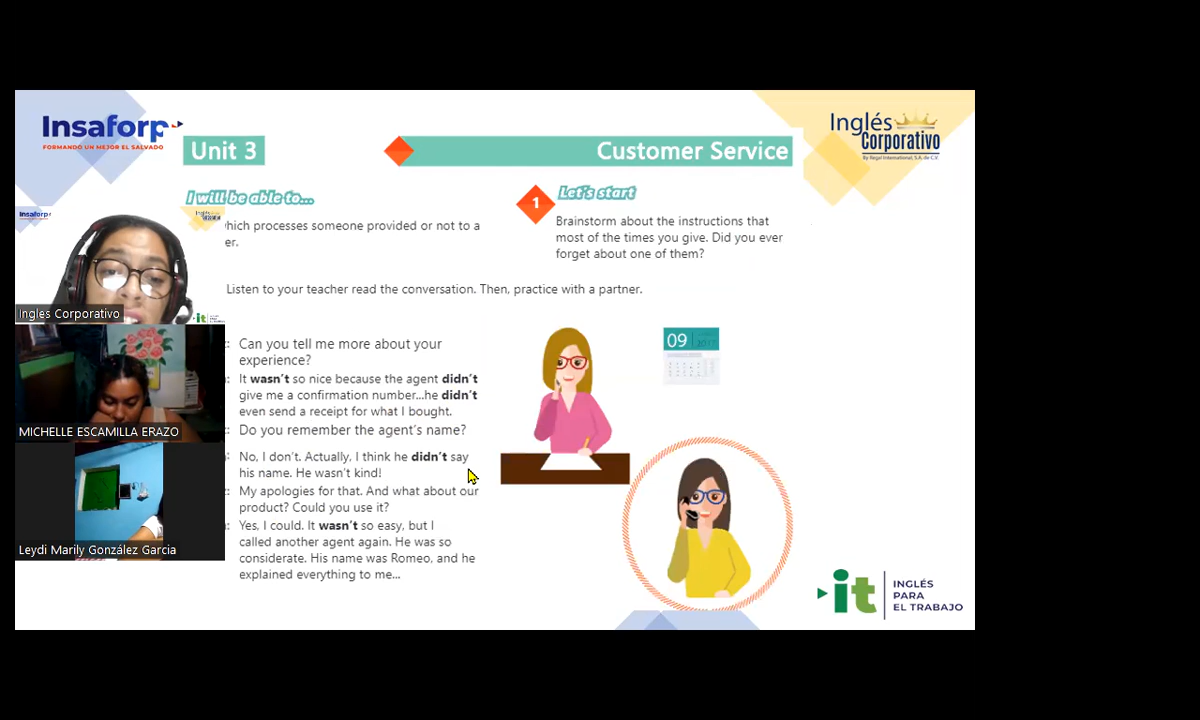 Insaforp
FORMANDO UN MEJOR EL SALVADOR
Unit 3
Customer Service
Inglés
Corporativo
By Regal International, S.A. de C.V.
I will be able to...
which processes someone provided or not to a
er.
1
Let's start
Brainstorm about the instructions that
most of the times you give. Did you ever
forget about one of them?
Insaforp
Ingles Corporativo
Listen to your teacher read the conversation. Then, practice with a partner.
Can you tell me more about your
experience?
It wasn't so nice because the agent didn't
give me a confirmation number...he didn't
even send a receipt for what I bought.
Do you remember the agent's name?
No, I don't. Actually, I think he didn't say
his name. He wasn't kind!
My apologies for that. And what about our
product? Could you use it?
Yes, I could. It wasn't so easy, but I
called another agent again. He was so
considerate. His name was Romeo, and he
explained everything to me...
09
MICHELLE ESCAMILLA ERAZO
Leydi Marily González Garcia
it
INGLÉS
PARA
EL TRABAJO